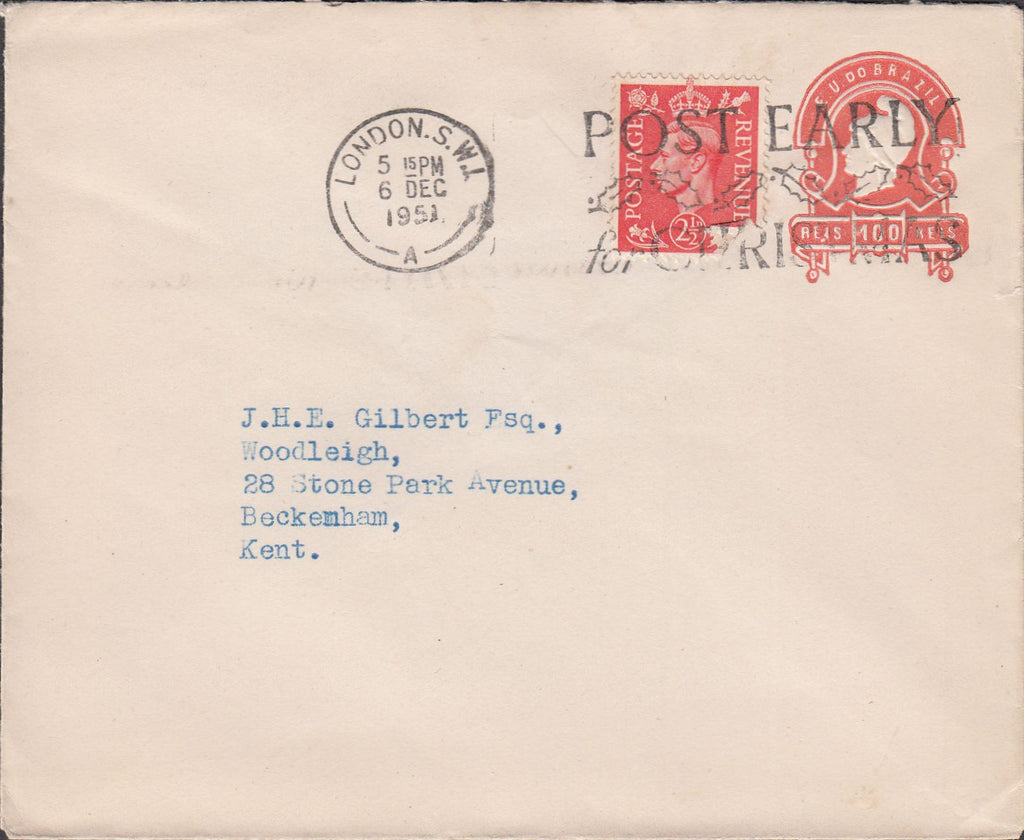 LONDON.S.W.1
5 15 PM
6 DEC
1951.
A
POST EARLY
for CHRISTMAS
POSTAGE
REVENUE
2½D
E.U.DO BRAZIL
REIS 100 REIS
J.H.E. Gilbert Esq.,
Woodleigh,
28 Stone Park Avenue,
Beckenham,
Kent.